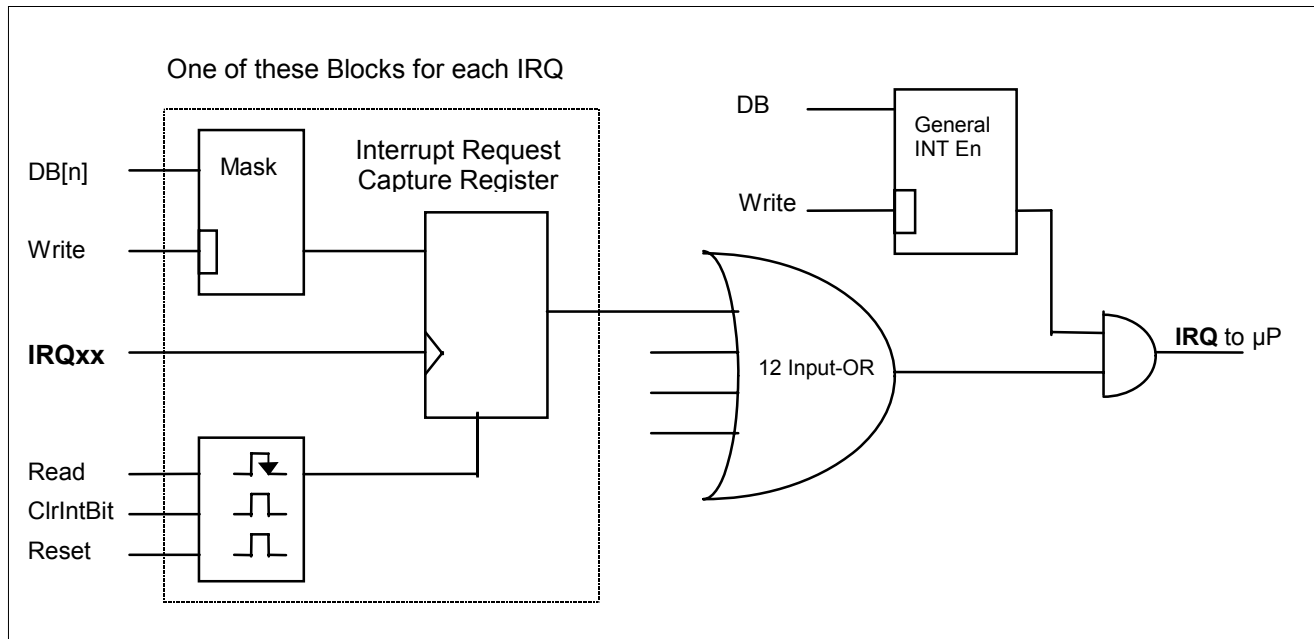 One of these Blocks for each IRQ
DB[n]
Write
IRQxx
Read
ClrIntBit
Reset
Mask
Interrupt Request
Capture Register
DB
Write
General
INT En
12 Input-OR
IRQ to µP